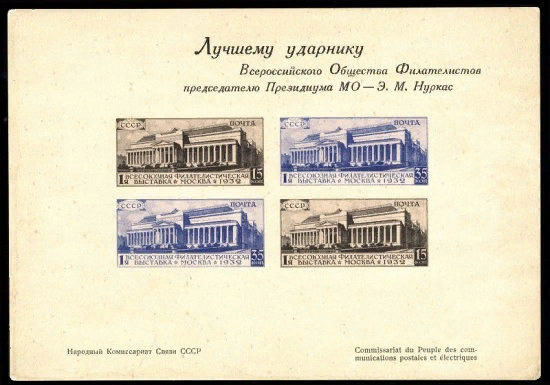 Лучшему ударнику
Всероссийского Общества Филателистов
председателю Президиума МО — Э. М. Нуркас
СССР ПОЧТА
1я ВСЕСОЮЗНАЯ ФИЛАТЕЛИСТИЧЕСКАЯ 15
ВЫСТАВКА ★ МОСКВА ★ 1932 КОП
СССР ПОЧТА
1я ВСЕСОЮЗНАЯ ФИЛАТЕЛИСТИЧЕСКАЯ 35
ВЫСТАВКА ★ МОСКВА ★ 1932 КОП
СССР ПОЧТА
1я ВСЕСОЮЗНАЯ ФИЛАТЕЛИСТИЧЕСКАЯ 35
ВЫСТАВКА ★ МОСКВА ★ 1932 КОП
СССР ПОЧТА
1я ВСЕСОЮЗНАЯ ФИЛАТЕЛИСТИЧЕСКАЯ 15
ВЫСТАВКА ★ МОСКВА ★ 1932 КОП
Народный Комиссариат Связи СССР
Commissariat du Peuple des com-
munications postales et électriques